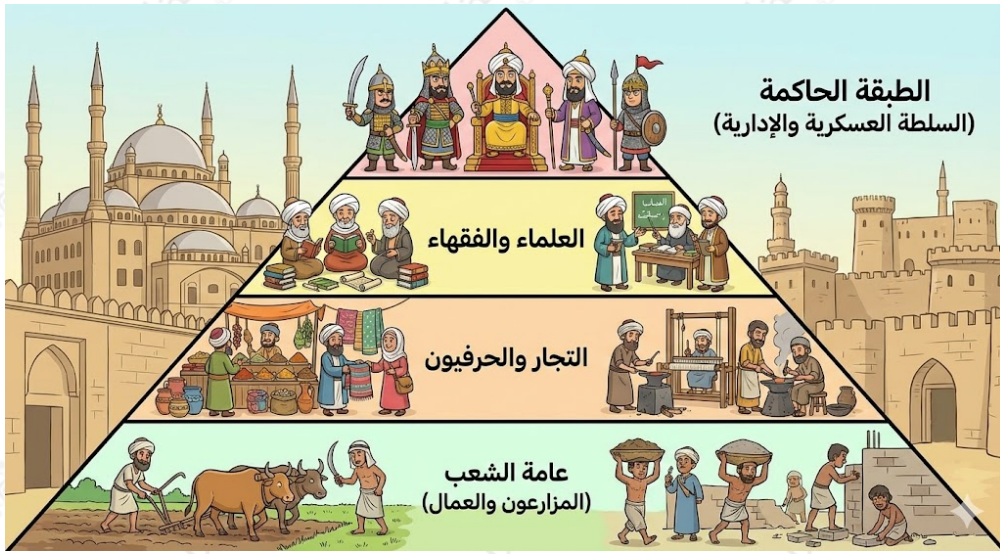 الطبقة الحاكمة
(السلطة العسكرية والإدارية)
العلماء والفقهاء
التجار والحرفيون
عامة الشعب
(المزارعون والعمال)